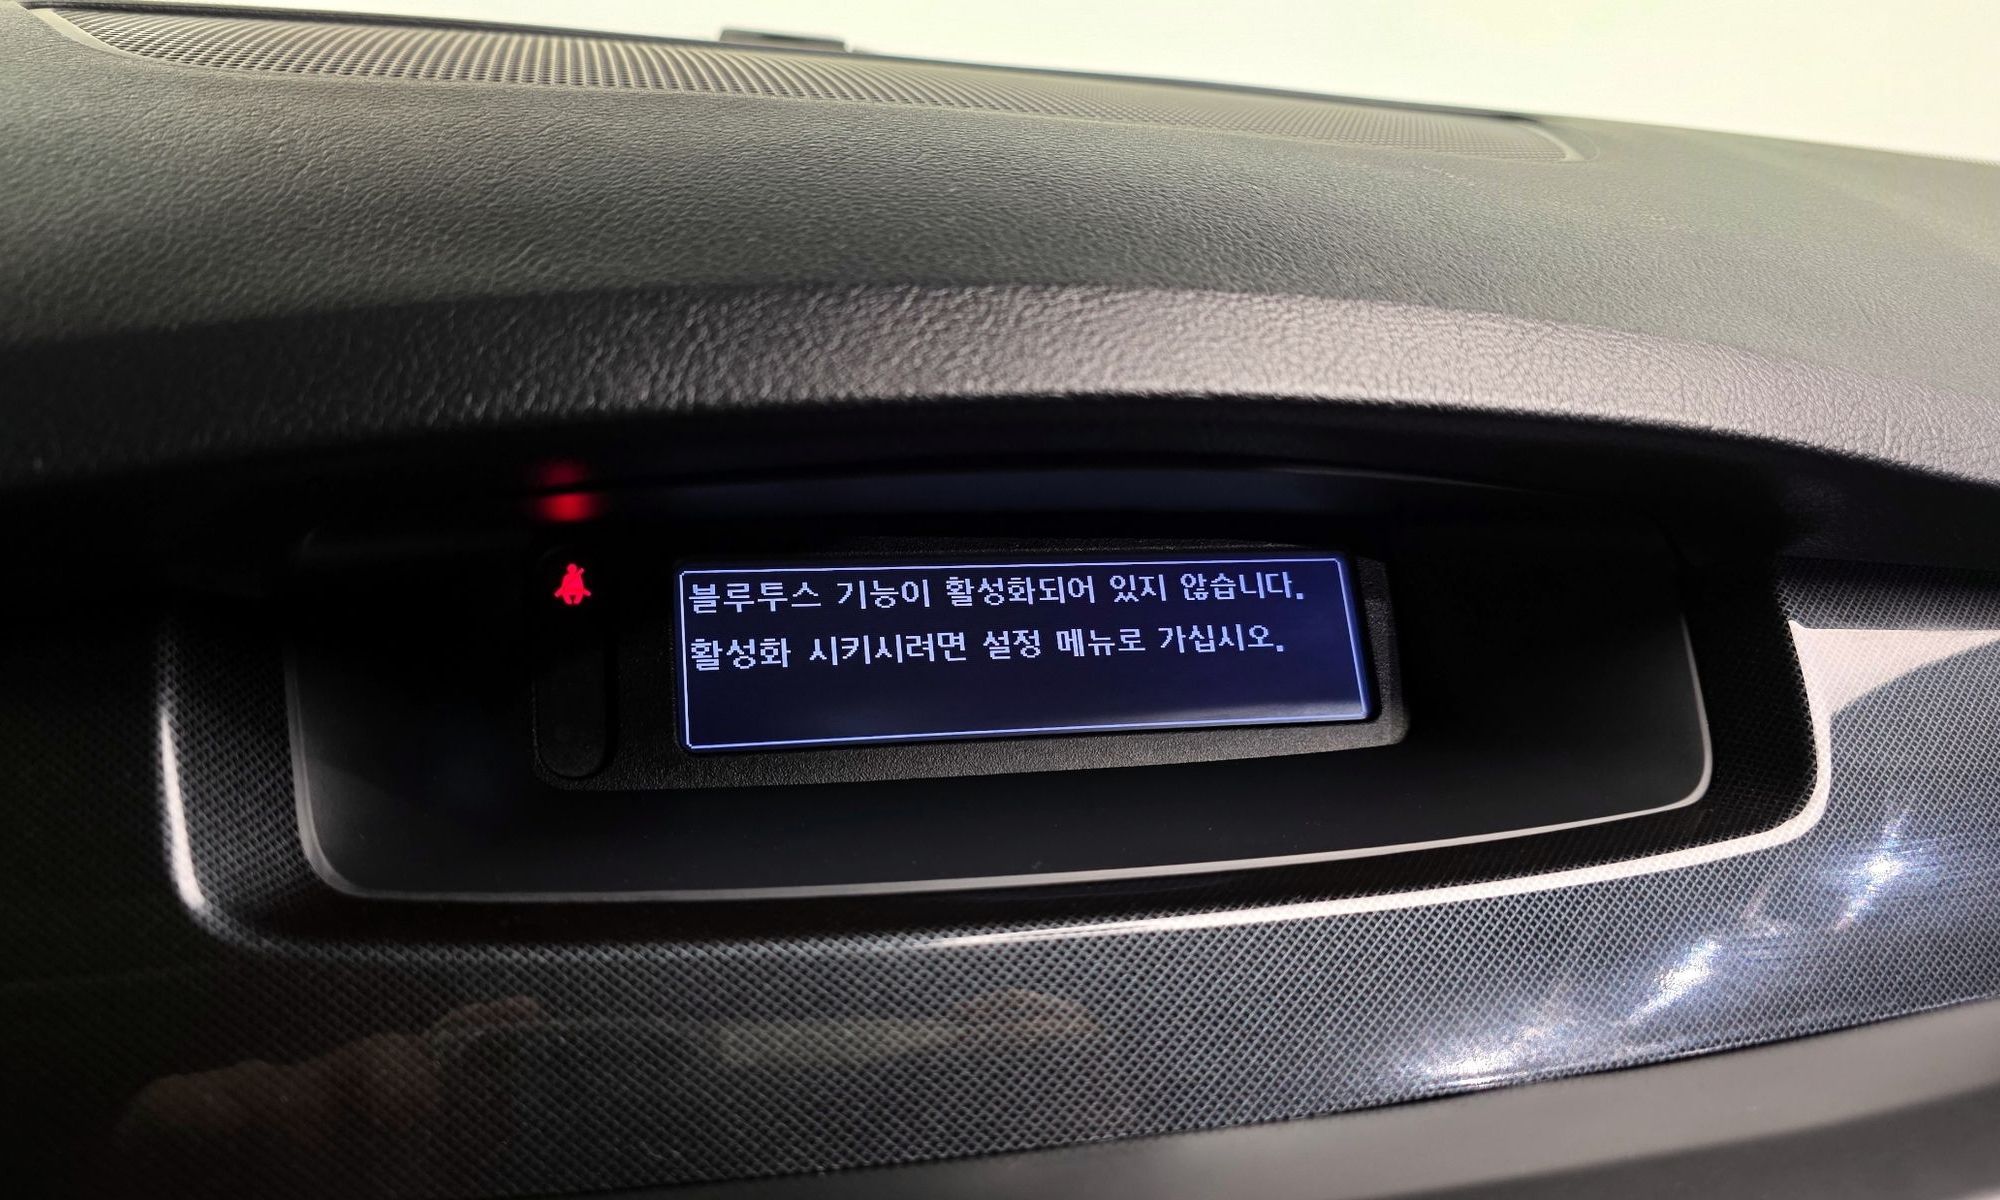 블루투스 기능이 활성화되어 있지 않습니다.
활성화 시키시려면 설정 메뉴로 가십시오.